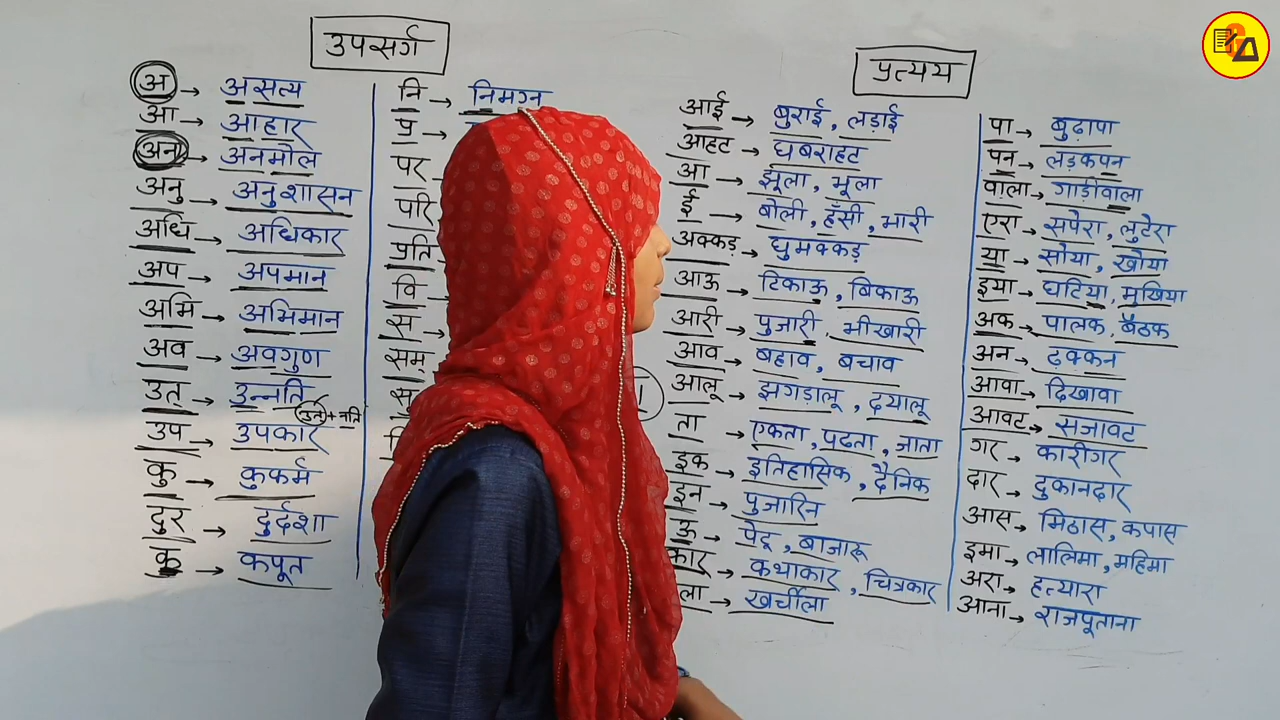 उपसर्ग
अ → असत्य
आ → आहार
अन → अनमोल
अनु → अनुशासन
अधि → अधिकार
अप → अपमान
अभि → अभिमान
अव → अवगुण
उत् → उन्नति
उत् + नति
उप → उपकार
कु → कुकर्म
दुर → दुर्दशा
क → कपूत
नि → निमग्न
प्र →
पर
परि
प्रति
वि
स →
सम्
प्रत्यय
आई → बुराई, लड़ाई
आहट → घबराहट
आ → झूला, भूला
ई → बोली, हँसी, भारी
अक्कड़ → घुमक्कड़
आऊ → टिकाऊ, बिकाऊ
आरी → पुजारी, भीखारी
आव → बहाव, बचाव
आलू → झगड़ालू, दयालू
ता → एकता, पढता, जाता
इक → इतिहासिक, दैनिक
इन → पुजारिन
ऊ → पेटू, बाजारू
कार → कथाकार, चित्रकार
ला → खर्चीला
पा → बुढ़ापा
पन → लड़कपन
वाला → गाड़ीवाला
एरा → सपेरा, लुटेरा
या → सोया, खोया
इया → घटिया, मुखिया
अक → पालक, बैठक
अन → ढक्कन
आवा → दिखावा
आवट → सजावट
गर → कारीगर
दार → दुकानदार
आस → मिठास, कपास
इमा → लालिमा, महिमा
अरा → हत्यारा
आना → राजपूताना